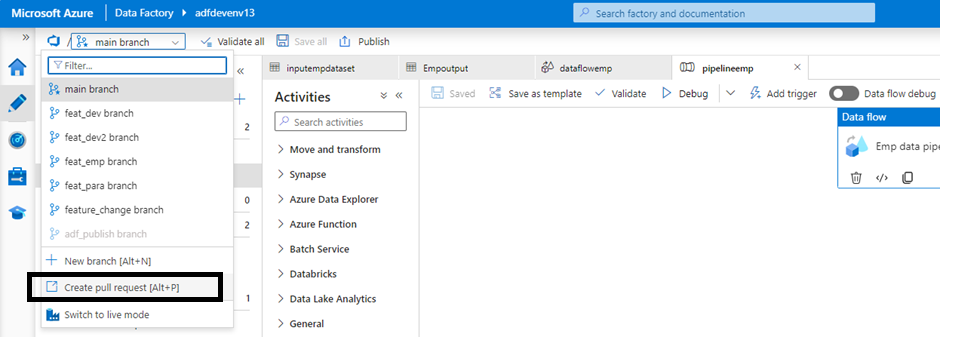 Microsoft Azure Data Factory adfdevenv13 Search factory and documentation
/ main branch Validate all Save all Publish
Filter...
main branch
feat_dev branch
feat_dev2 branch
feat_emp branch
feat_para branch
feature_change branch
adf_publish branch
New branch [Alt+N]
Create pull request [Alt+P]
Switch to live mode
2
0
2
1
inputempdataset Empoutput dataflowemp pipelineemp
Activities
Search activities
Move and transform
Synapse
Azure Data Explorer
Azure Function
Batch Service
Databricks
Data Lake Analytics
General
Saved Save as template Validate Debug Add trigger Data flow debug
Data flow
Emp data pipe